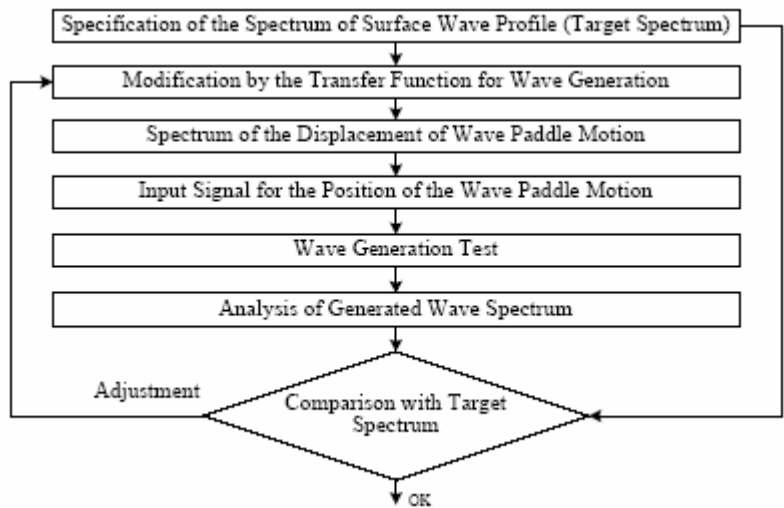 Specification of the Spectrum of Surface Wave Profile (Target Spectrum)
Modification by the Transfer Function for Wave Generation
Spectrum of the Displacement of Wave Paddle Motion
Input Signal for the Position of the Wave Paddle Motion
Wave Generation Test
Analysis of Generated Wave Spectrum
Adjustment
Comparison with Target
Spectrum
OK